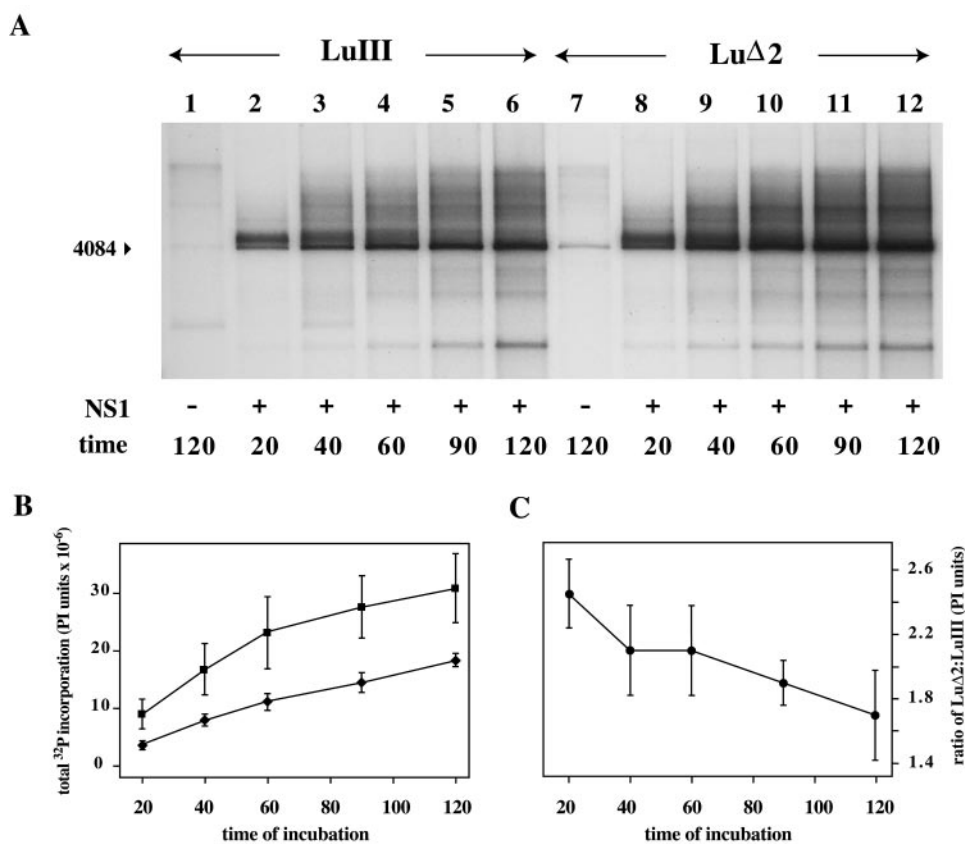 A
LuIII LuΔ2
1 2 3 4 5 6 7 8 9 10 11 12
4084
NS1 - + + + + + - + + + + +
time 120 20 40 60 90 120 120 20 40 60 90 120
B
total ³²P incorporation (PI units x 10⁻⁶)
30
20
10
0
20 40 60 80 100 120
time of incubation
C
2.6
2.2
1.8
1.4
ratio of LuΔ2:LuIII (PI units)
20 40 60 80 100 120
time of incubation